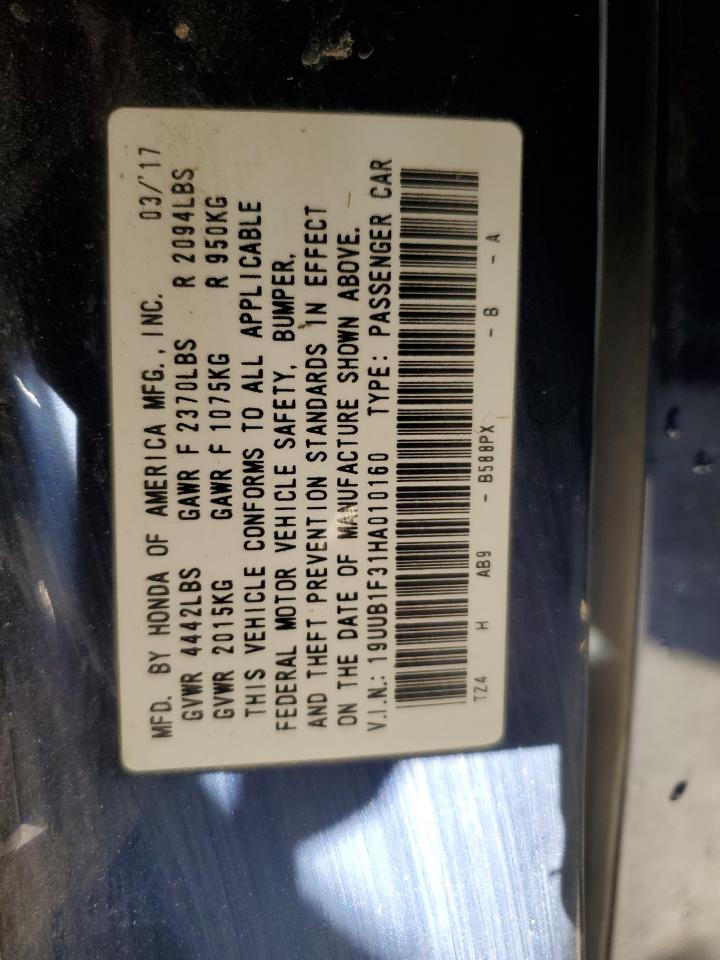 MFD. BY HONDA OF AMERICA MFG., INC. 03/'17
GVWR 4442LBS GAWR F 2370LBS R 2094LBS
GVWR 2015KG GAWR F 1075KG R 950KG
THIS VEHICLE CONFORMS TO ALL APPLICABLE
FEDERAL MOTOR VEHICLE SAFETY, BUMPER,
AND THEFT PREVENTION STANDARDS IN EFFECT
ON THE DATE OF MANUFACTURE SHOWN ABOVE.
V.I.N.: 19UUB1F31HA010160 TYPE: PASSENGER CAR
TZ4 H AB9 - B588PX - B - A